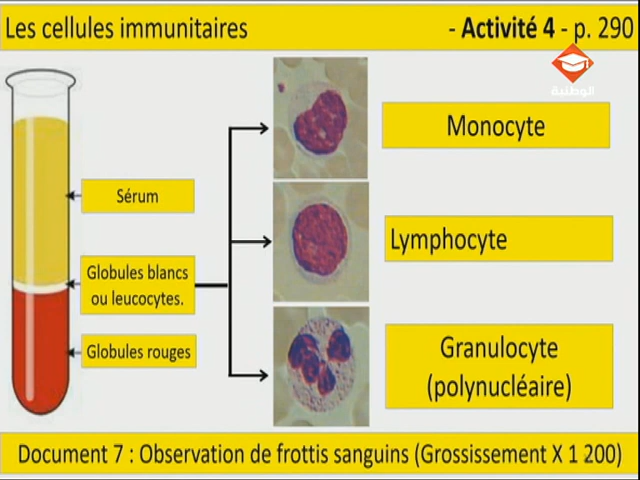 Les cellules immunitaires
- Activité 4 - p. 290
الوطنية
Monocyte
Sérum
Lymphocyte
Globules blancs
ou leucocytes.
Globules rouges
Granulocyte
(polynucléaire)
Document 7 : Observation de frottis sanguins (Grossissement X 1 200)